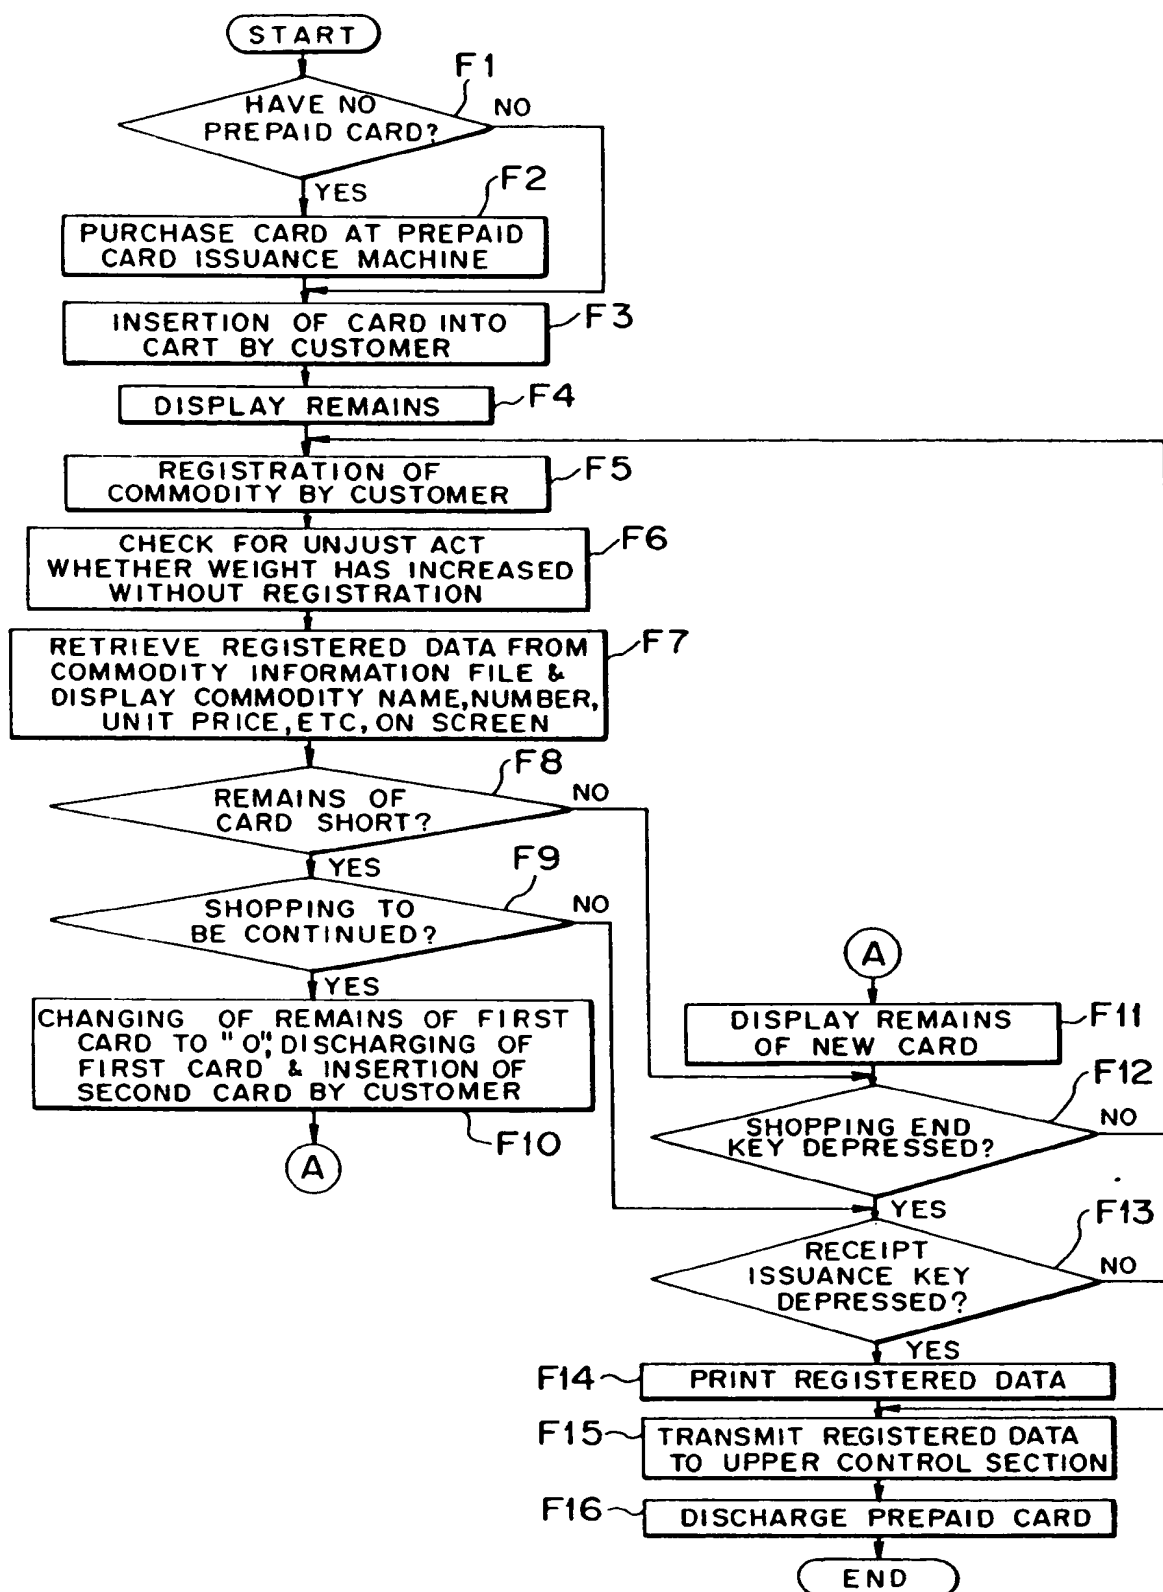 START
F1
HAVE NO
PREPAID CARD?
NO
YES
F2
PURCHASE CARD AT PREPAID
CARD ISSUANCE MACHINE
F3
INSERTION OF CARD INTO
CART BY CUSTOMER
F4
DISPLAY REMAINS
F5
REGISTRATION OF
COMMODITY BY CUSTOMER
F6
CHECK FOR UNJUST ACT
WHETHER WEIGHT HAS INCREASED
WITHOUT REGISTRATION
F7
RETRIEVE REGISTERED DATA FROM
COMMODITY INFORMATION FILE &
DISPLAY COMMODITY NAME, NUMBER,
UNIT PRICE, ETC, ON SCREEN
F8
REMAINS OF
CARD SHORT?
NO
YES
F9
SHOPPING TO
BE CONTINUED?
NO
YES
CHANGING OF REMAINS OF FIRST
CARD TO "0", DISCHARGING OF
FIRST CARD & INSERTION OF
SECOND CARD BY CUSTOMER
F10
A
A
DISPLAY REMAINS
OF NEW CARD
F11
F12
SHOPPING END
KEY DEPRESSED?
NO
YES
F13
RECEIPT
ISSUANCE KEY
DEPRESSED?
NO
YES
F14
PRINT REGISTERED DATA
F15
TRANSMIT REGISTERED DATA
TO UPPER CONTROL SECTION
F16
DISCHARGE PREPAID CARD
END